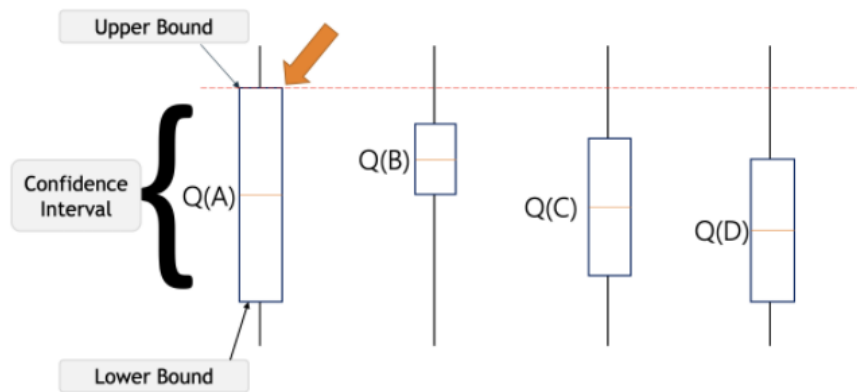 Upper Bound
Confidence
Interval
Q(A)
Q(B)
Q(C)
Q(D)
Lower Bound